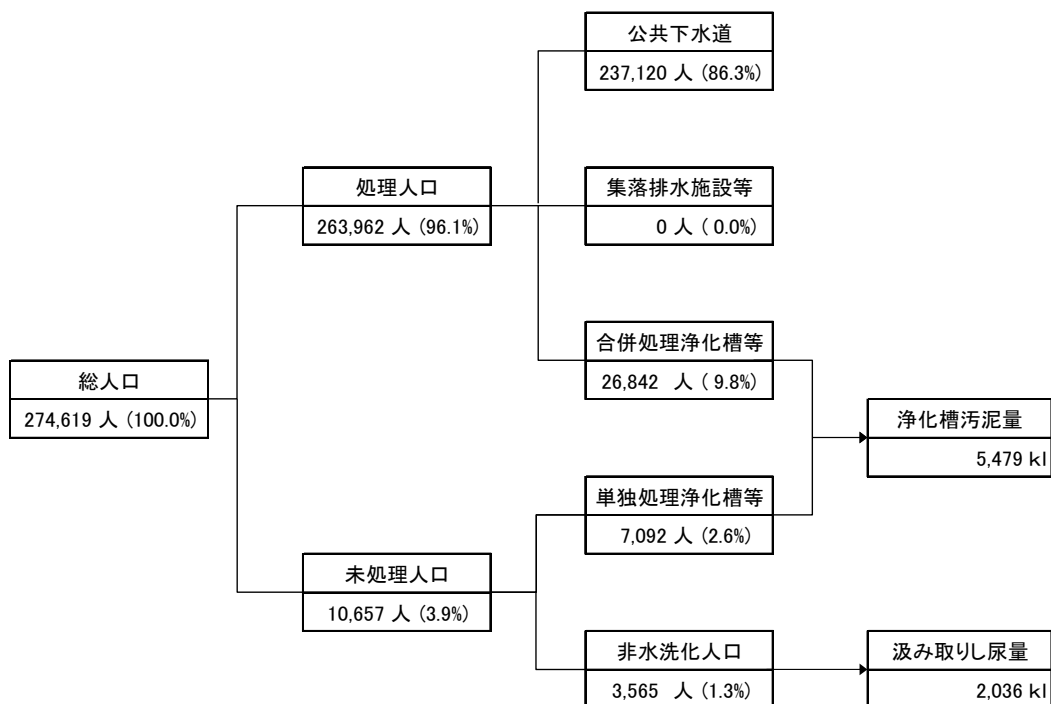 公共下水道
237,120 人 (86.3%)
処理人口
263,962 人 (96.1%)
集落排水施設等
0 人 ( 0.0%)
合併処理浄化槽等
26,842 人 ( 9.8%)
総人口
274,619 人 (100.0%)
浄化槽汚泥量
5,479 kl
単独処理浄化槽等
7,092 人 (2.6%)
未処理人口
10,657 人 (3.9%)
非水洗化人口
3,565 人 (1.3%)
汲み取りし尿量
2,036 kl